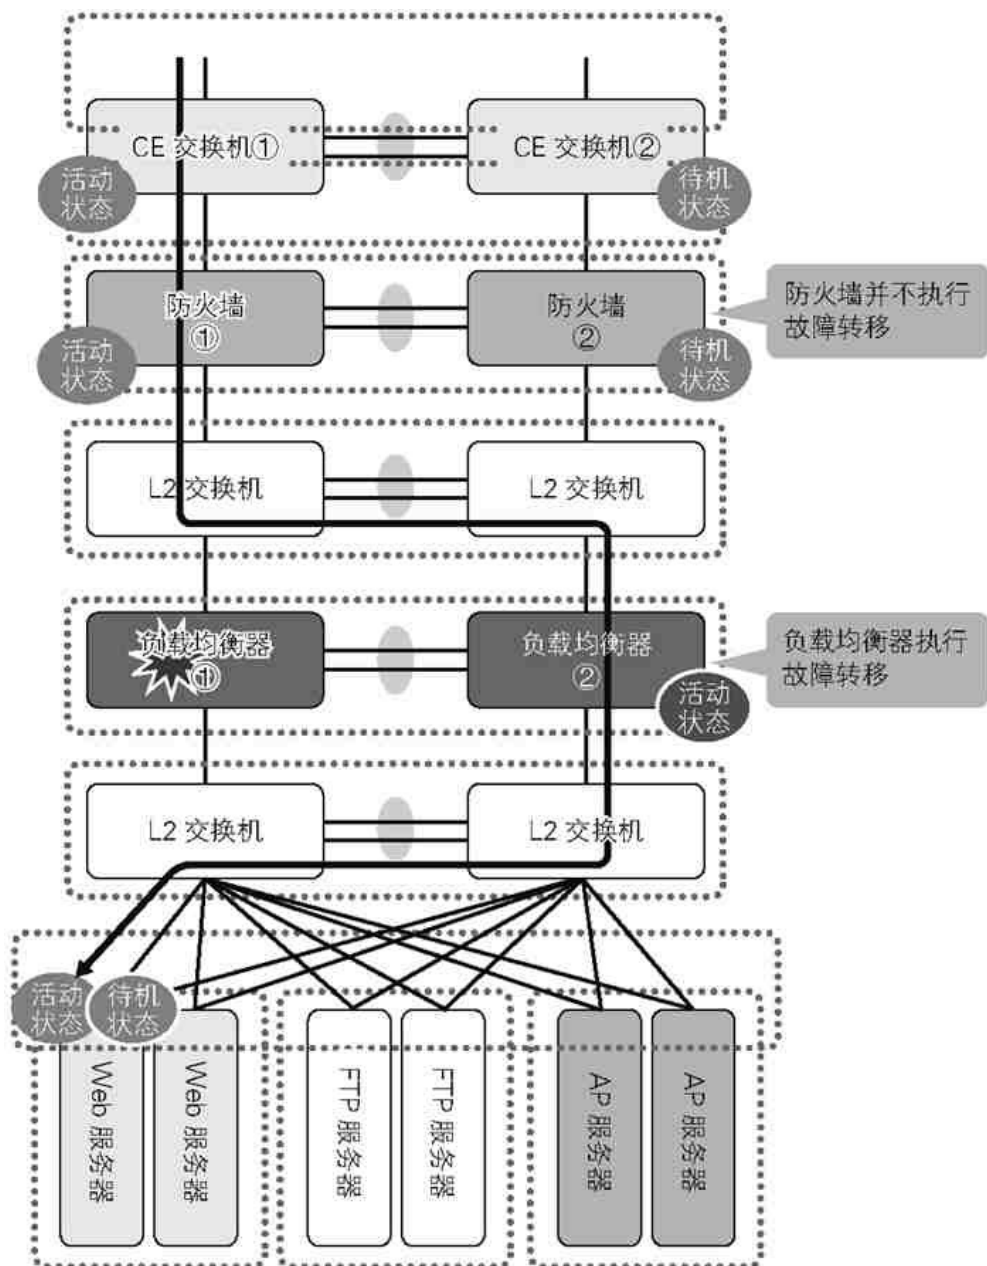 CE 交换机①
CE 交换机②
活动
状态
待机
状态
防火墙
①
防火墙
②
防火墙并不执行
故障转移
活动
状态
待机
状态
L2 交换机
L2 交换机
负载均衡器
①
负载均衡器
②
负载均衡器执行
故障转移
活动
状态
L2 交换机
L2 交换机
活动
状态
待机
状态
Web 服务器
Web 服务器
FTP 服务器
FTP 服务器
AP 服务器
AP 服务器